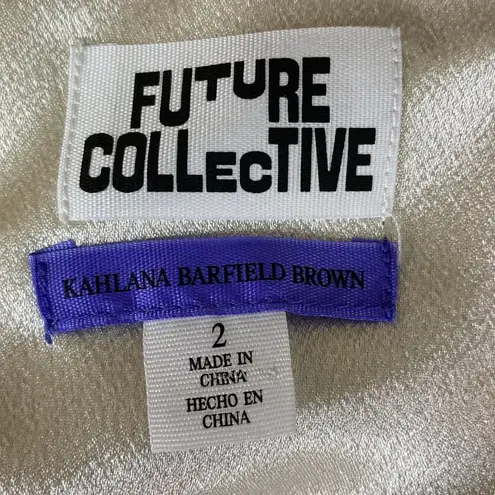 FUTURE
COLLECTIVE
KAHLANA BARFIELD BROWN
2
MADE IN
CHINA
HECHO EN
CHINA